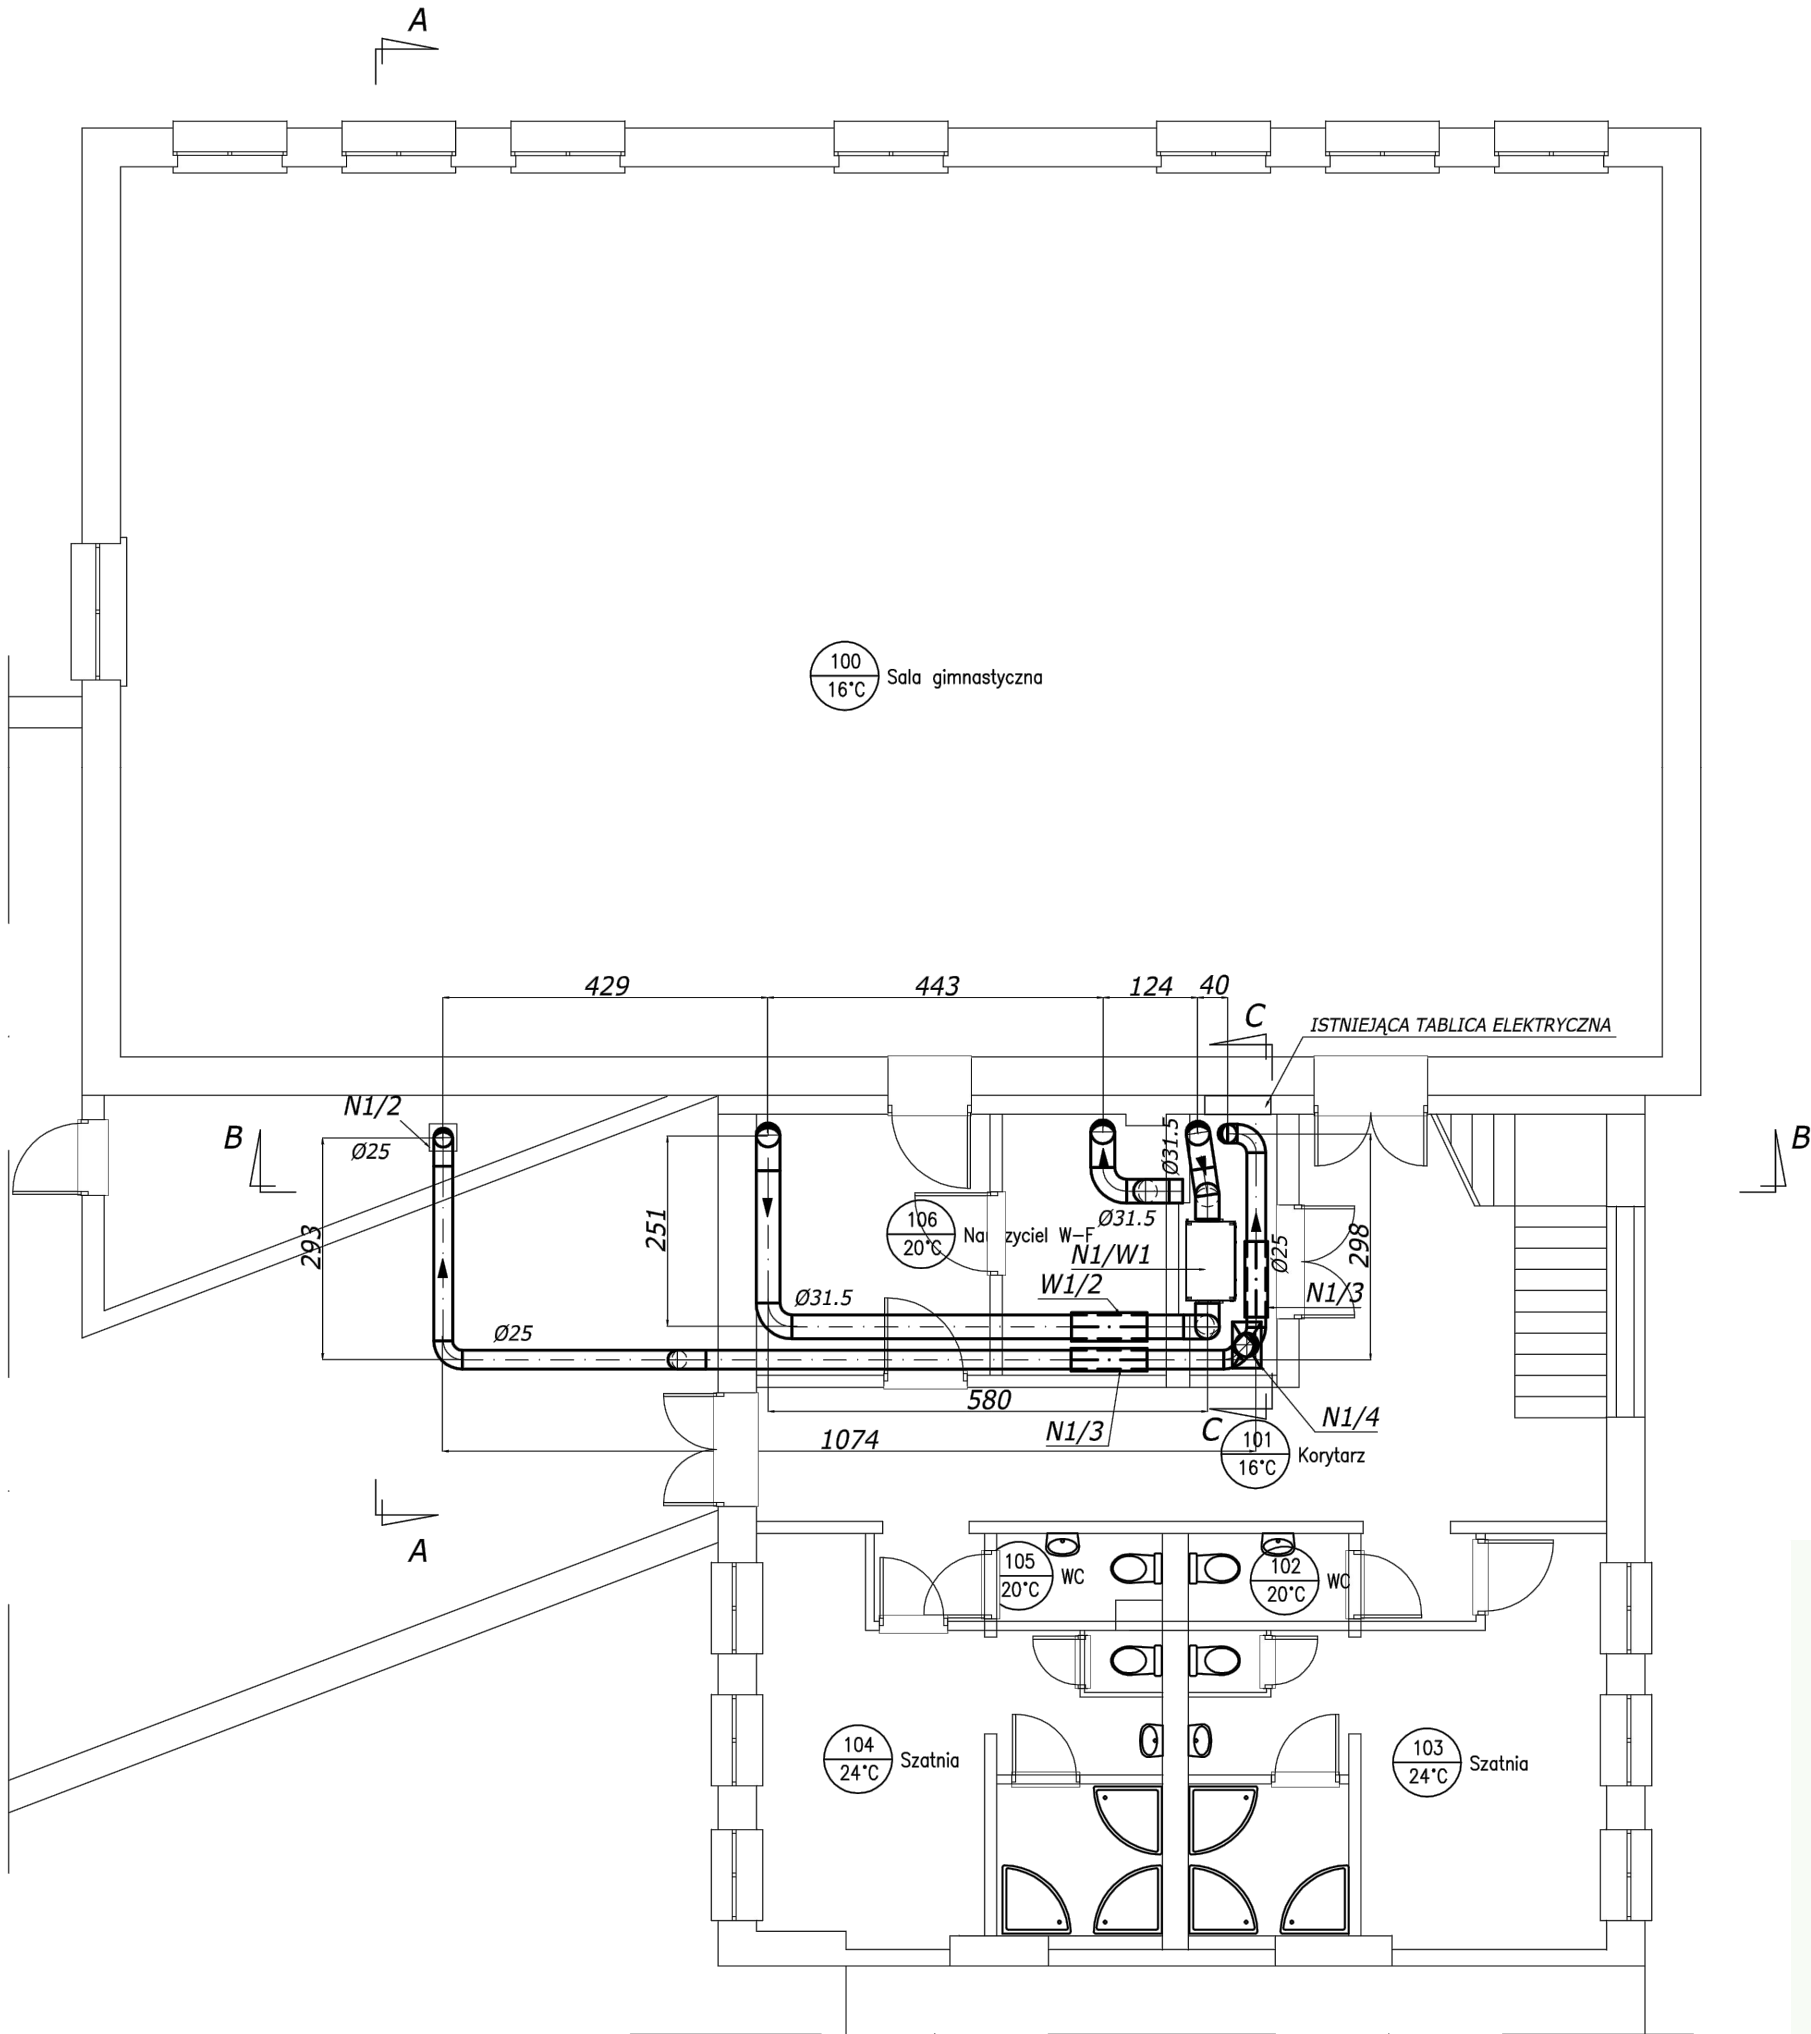 A
100
16°C
Sala gimnastyczna
429
443
124
40
C
ISTNIEJĄCA TABLICA ELEKTRYCZNA
N1/2
B
B
Ø25
Ø31.5
293
251
106
20°C
Nauczyciel W-F
Ø31.5
N1/W1
Ø25
298
W1/2
N1/3
Ø31.5
Ø25
580
N1/3
N1/4
1074
C
101
16°C
Korytarz
A
105
20°C
WC
102
20°C
WC
104
24°C
Szatnia
103
24°C
Szatnia